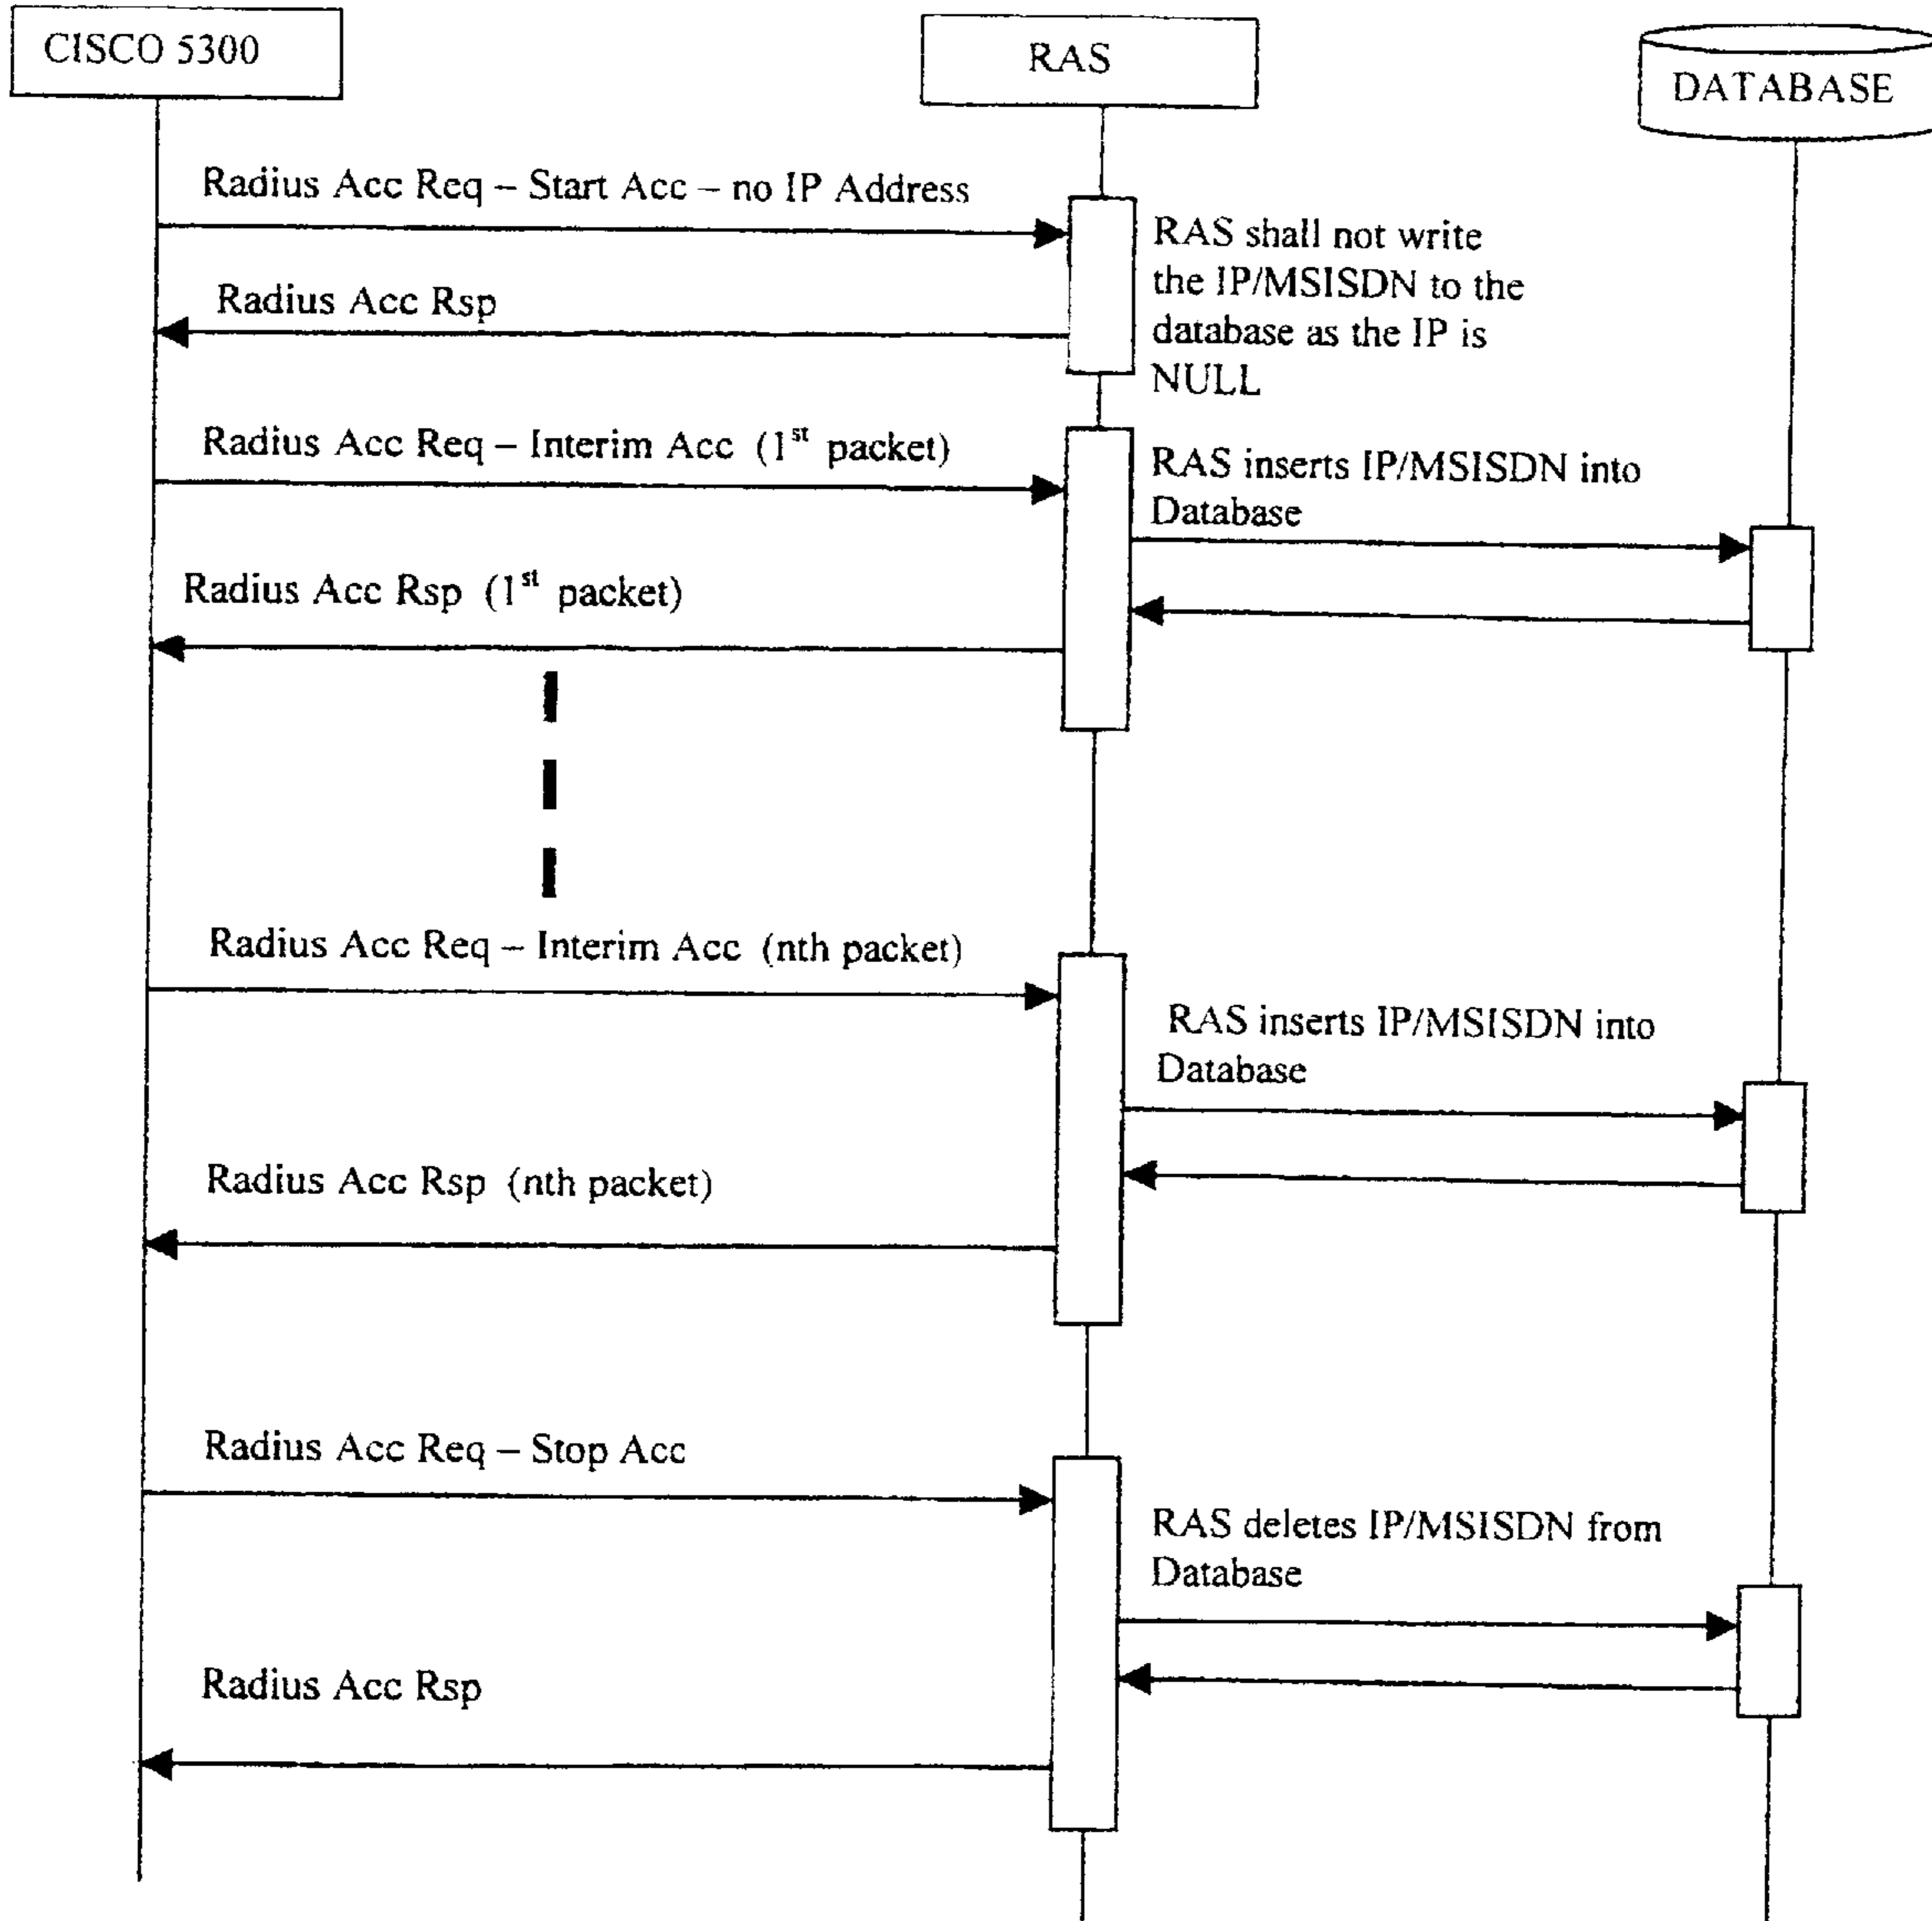 CISCO 5300
RAS
DATABASE
Radius Acc Req – Start Acc – no IP Address
RAS shall not write
the IP/MSISDN to the
database as the IP is
NULL
Radius Acc Rsp
Radius Acc Req – Interim Acc (1st packet)
RAS inserts IP/MSISDN into
Database
Radius Acc Rsp (1st packet)
Radius Acc Req – Interim Acc (nth packet)
RAS inserts IP/MSISDN into
Database
Radius Acc Rsp (nth packet)
Radius Acc Req – Stop Acc
RAS deletes IP/MSISDN from
Database
Radius Acc Rsp